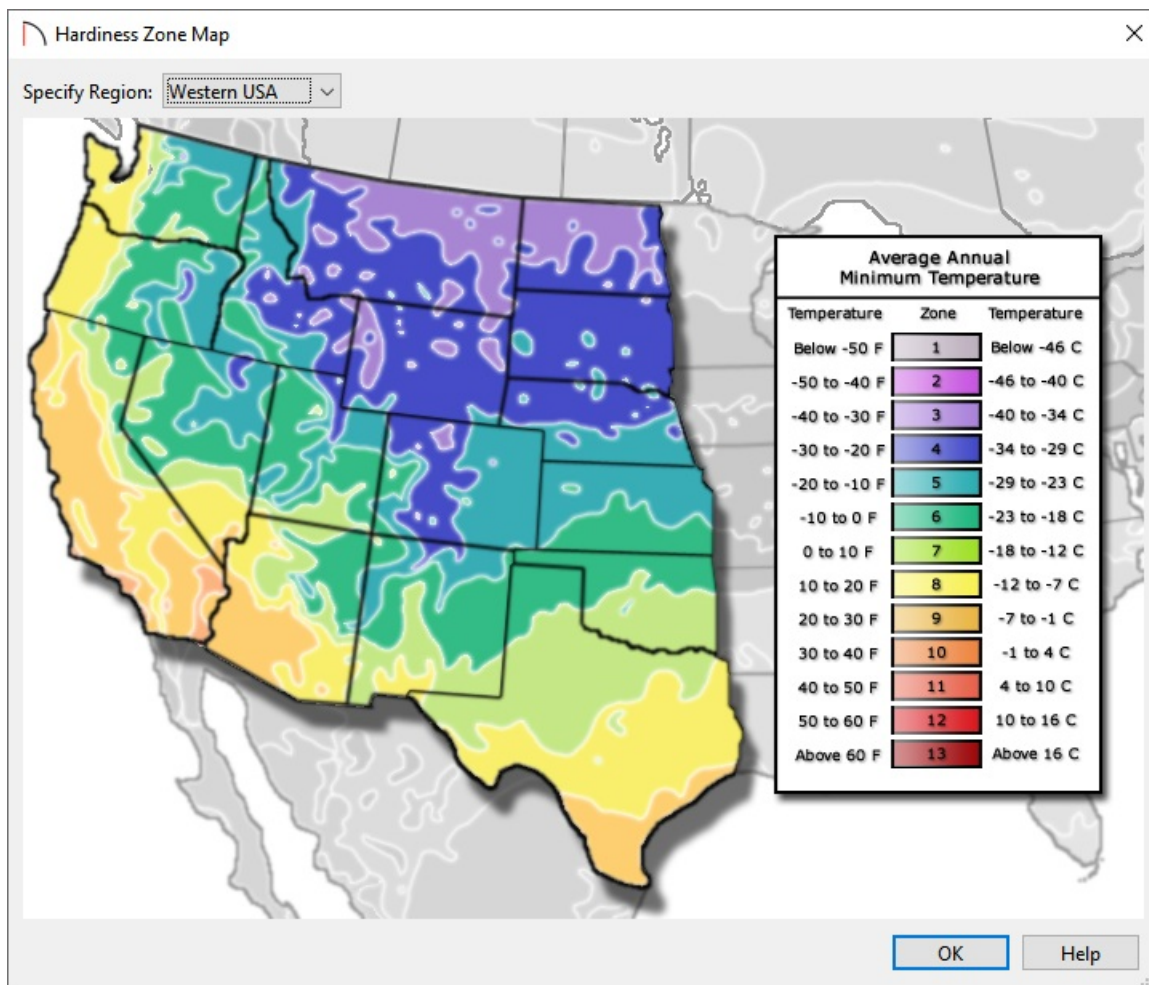 Hardiness Zone Map
Specify Region: Western USA
Average Annual
Minimum Temperature
Temperature Zone Temperature
Below -50 F 1 Below -46 C
-50 to -40 F 2 -46 to -40 C
-40 to -30 F 3 -40 to -34 C
-30 to -20 F 4 -34 to -29 C
-20 to -10 F 5 -29 to -23 C
-10 to 0 F 6 -23 to -18 C
0 to 10 F 7 -18 to -12 C
10 to 20 F 8 -12 to -7 C
20 to 30 F 9 -7 to -1 C
30 to 40 F 10 -1 to 4 C
40 to 50 F 11 4 to 10 C
50 to 60 F 12 10 to 16 C
Above 60 F 13 Above 16 C
OK Help